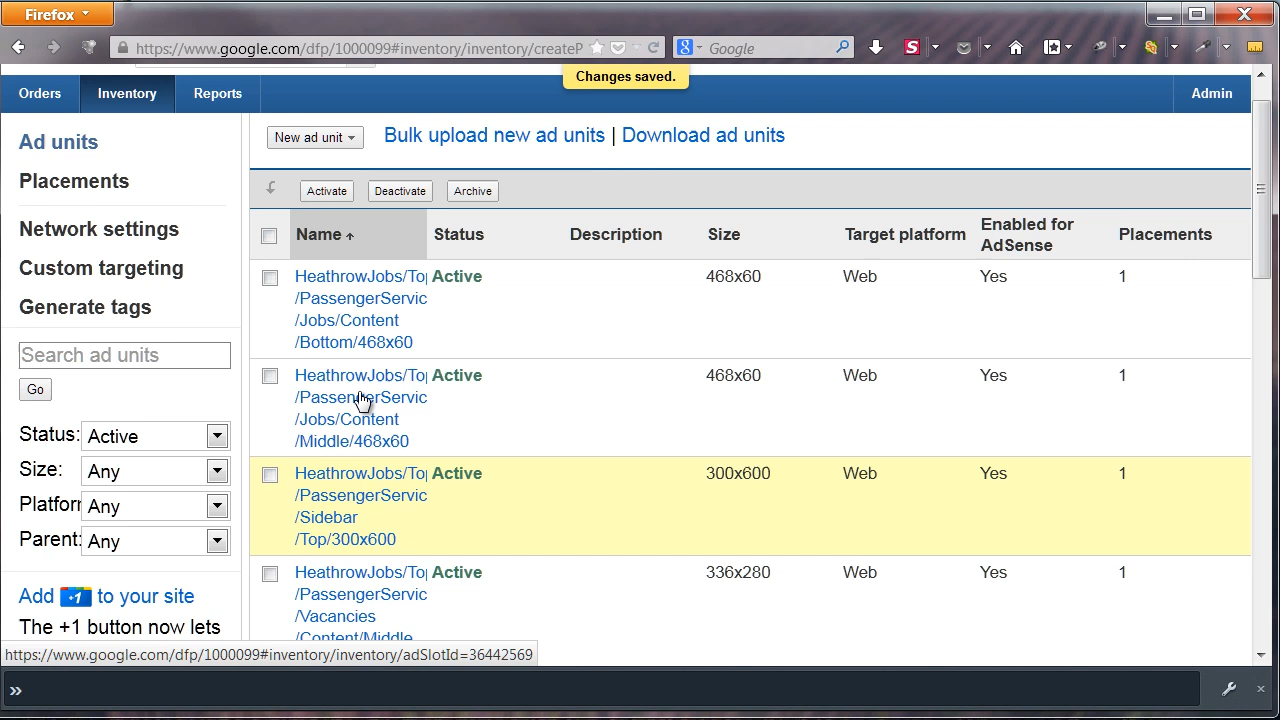 Firefox
https://www.google.com/dfp/1000099#inventory/inventory/createP
Google
Changes saved.
Orders
Inventory
Reports
Admin
Ad units
Placements
Network settings
Custom targeting
Generate tags
Search ad units
Go
Status: Active
Size: Any
Platforr Any
Parent: Any
Add +1 to your site
The +1 button now lets
New ad unit
Bulk upload new ad units | Download ad units
Activate
Deactivate
Archive
Name Status Description Size Target platform Enabled for AdSense Placements
HeathrowJobs/To Active 468x60 Web Yes 1
/PassengerServic
/Jobs/Content
/Bottom/468x60
HeathrowJobs/To Active 468x60 Web Yes 1
/PassengerServic
/Jobs/Content
/Middle/468x60
HeathrowJobs/To Active 300x600 Web Yes 1
/PassengerServic
/Sidebar
/Top/300x600
HeathrowJobs/To Active 336x280 Web Yes 1
/PassengerServic
/Vacancies
/Content/Middle
https://www.google.com/dfp/1000099#inventory/inventory/adSlotId=36442569